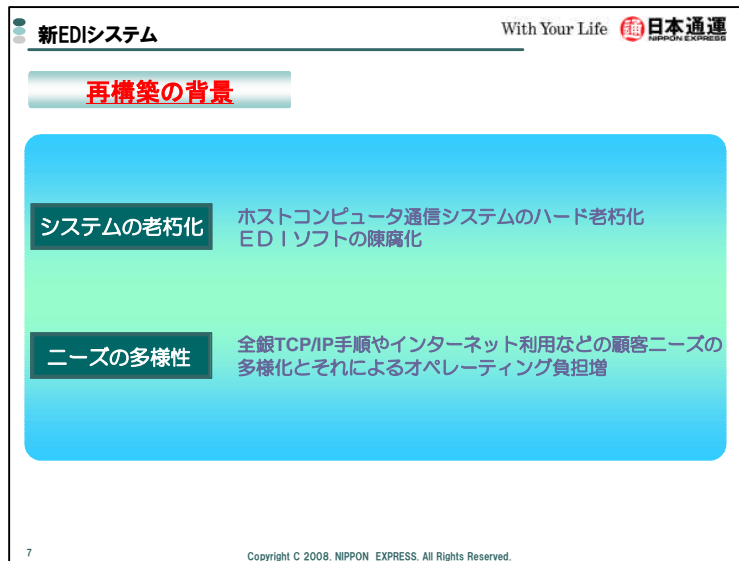 新EDIシステム
With Your Life 通 日本通運
NIPPON EXPRESS
再構築の背景
システムの老朽化
ホストコンピュータ通信システムのハード老朽化
ＥＤＩソフトの陳腐化
ニーズの多様性
全銀TCP/IP手順やインターネット利用などの顧客ニーズの
多様化とそれによるオペレーティング負担増
7
Copyright C 2008. NIPPON EXPRESS. All Rights Reserved.